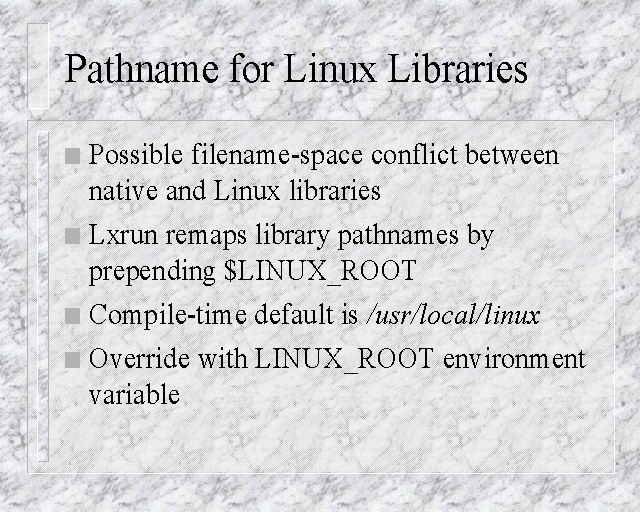 Pathname for Linux Libraries
Possible filename-space conflict between
native and Linux libraries
Lxrun remaps library pathnames by
prepending $LINUX_ROOT
Compile-time default is /usr/local/linux
Override with LINUX_ROOT environment
variable